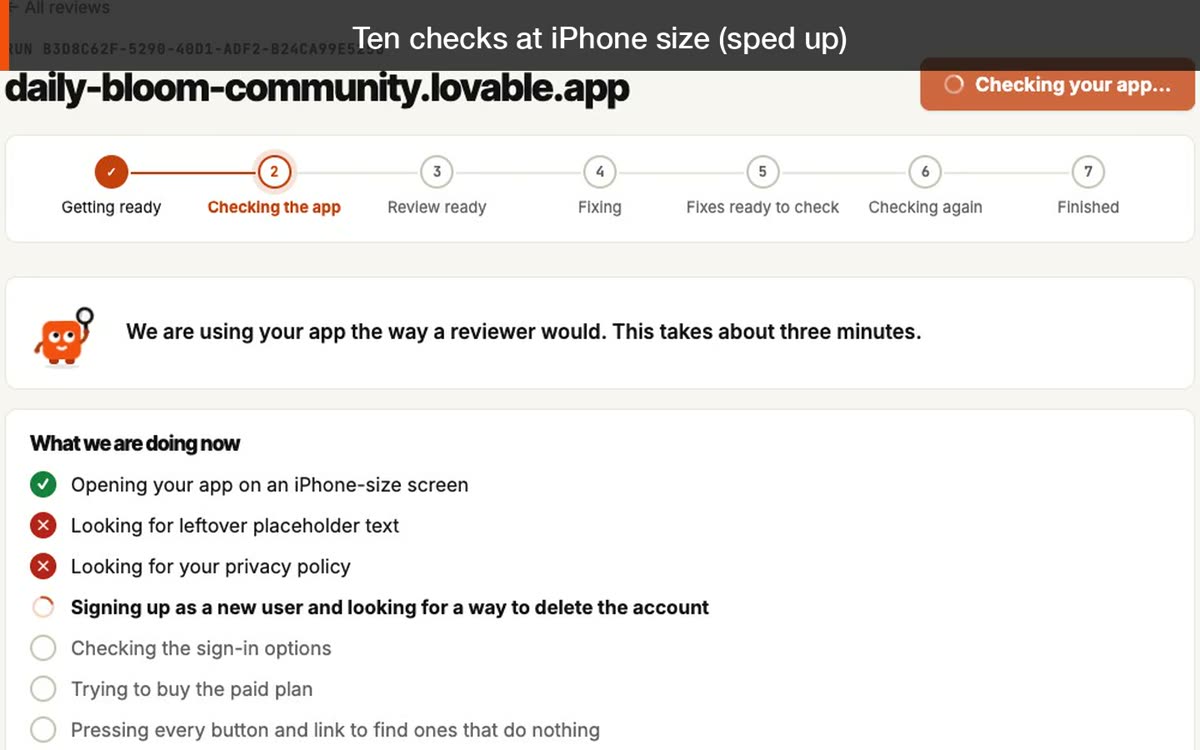 ← All reviews
Ten checks at iPhone size (sped up)
daily-bloom-community.lovable.app
Checking your app...
✓ 2 3 4 5 6 7
Getting ready Checking the app Review ready Fixing Fixes ready to check Checking again Finished
We are using your app the way a reviewer would. This takes about three minutes.
What we are doing now
Opening your app on an iPhone-size screen
Looking for leftover placeholder text
Looking for your privacy policy
Signing up as a new user and looking for a way to delete the account
Checking the sign-in options
Trying to buy the paid plan
Pressing every button and link to find ones that do nothing